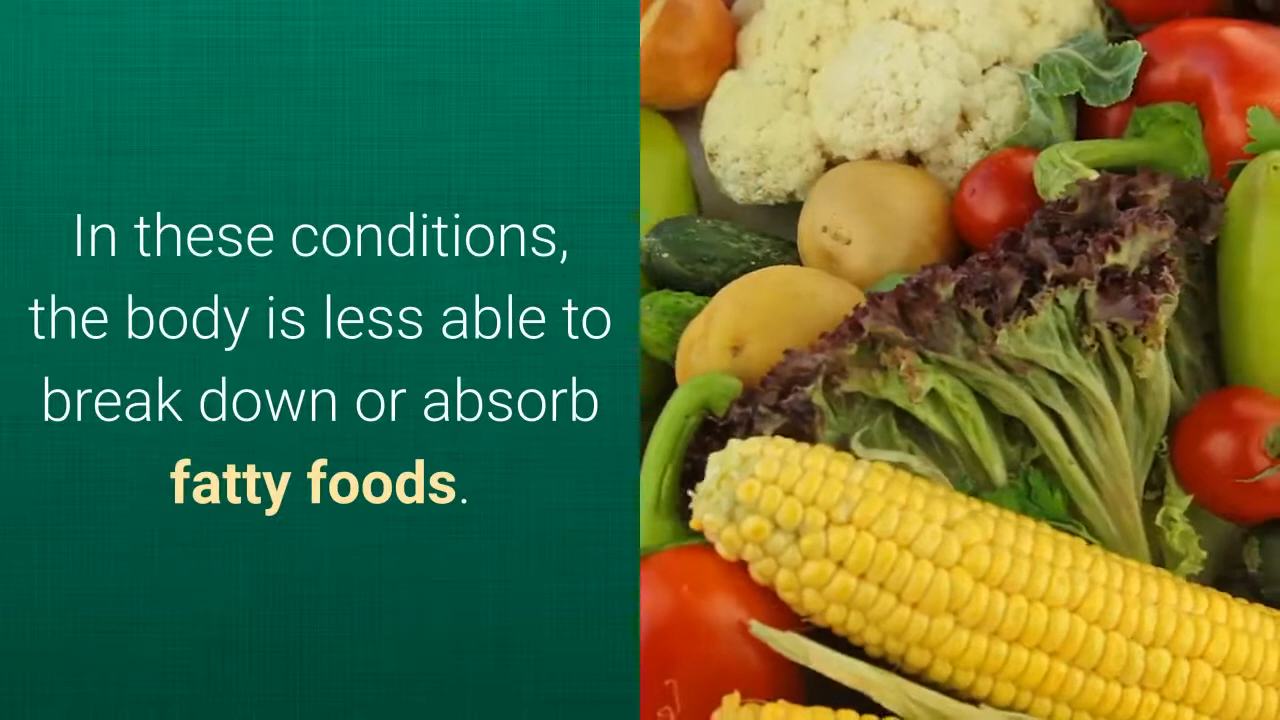 In these conditions,
the body is less able to
break down or absorb
fatty foods.